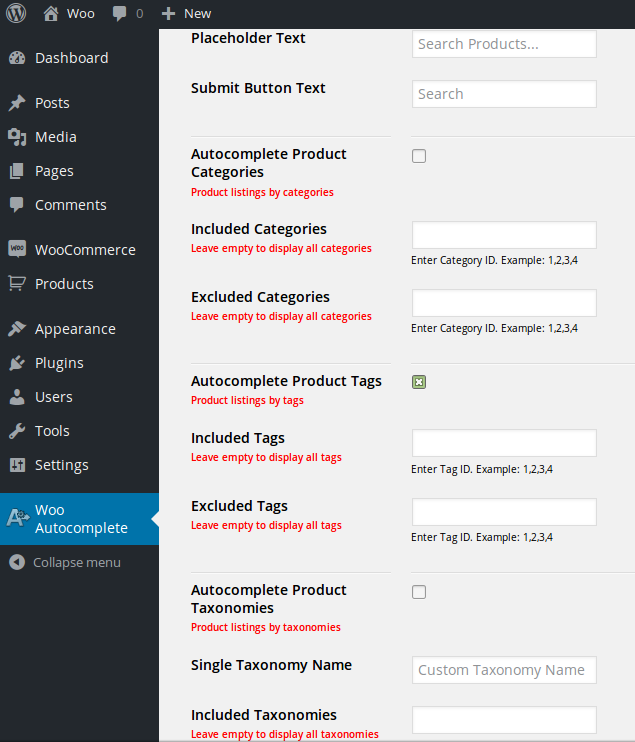 Woo 0 New
Dashboard
Posts
Media
Pages
Comments
WOO WooCommerce
Products
Appearance
Plugins
Users
Tools
Settings
Woo
Autocomplete
Collapse menu
Placeholder Text
Search Products...
Submit Button Text
Search
Autocomplete Product
Categories
Product listings by categories
Included Categories
Leave empty to display all categories
Enter Category ID. Example: 1,2,3,4
Excluded Categories
Leave empty to display all categories
Enter Category ID. Example: 1,2,3,4
Autocomplete Product Tags
Product listings by tags
Included Tags
Leave empty to display all tags
Enter Tag ID. Example: 1,2,3,4
Excluded Tags
Leave empty to display all tags
Enter Tag ID. Example: 1,2,3,4
Autocomplete Product
Taxonomies
Product listings by taxonomies
Single Taxonomy Name
Custom Taxonomy Name
Included Taxonomies
Leave empty to display all taxonomies